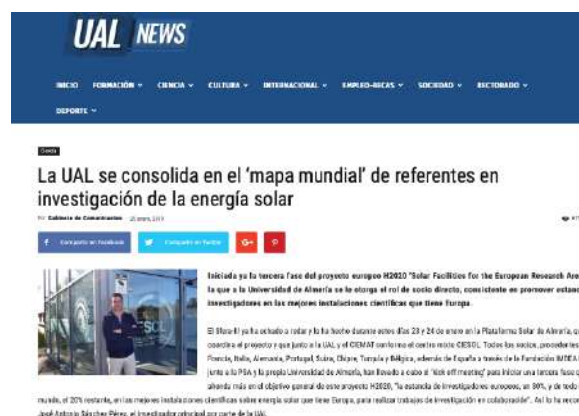 UAL NEWS
INICIO FORMACIÓN CIENCIA CULTURA INTERNACIONAL EMPLEO-BECAS SOCIEDAD RECTORADO
DEPORTE
Ciencia
La UAL se consolida en el ‘mapa mundial’ de referentes en
investigación de la energía solar
Por Gabinete de Comunicación
Compartir en Facebook Compartir en Twitter G+
Iniciada ya la tercera fase del proyecto europeo H2020 "Solar Facilities for the European Research Are
la que a la Universidad de Almería se le otorga el rol de socio directo, consistente en promover estanc
investigadores en las mejores instalaciones científicas que tiene Europa.
El Sfera-III ya ha echado a rodar y lo ha hecho durante estos días 23 y 24 de enero en la Plataforma Solar de Almería, qu
coordina el proyecto y que junto a la UAL y el CIEMAT conforma el centro mixto CIESOL. Todos los socios, procedentes
Francia, Italia, Alemania, Portugal, Suiza, Chipre, Turquía y Bélgica, además de España a través de la Fundación IMDEA
junto a la PSA y la propia Universidad de Almería, han llevado a cabo el 'kick off meeting' para iniciar una tercera fase q
ahonda más en el objetivo general de este proyecto H2020, "la estancia de investigadores europeos, un 80%, y de todo
mundo, el 20% restante, en las mejores instalaciones científicas sobre energía solar que tiene Europa, para realizar trabajos de investigación en colaboración". Así lo ha recon
José Antonio Sánchez Pérez, el investigador principal por parte de la UAL.